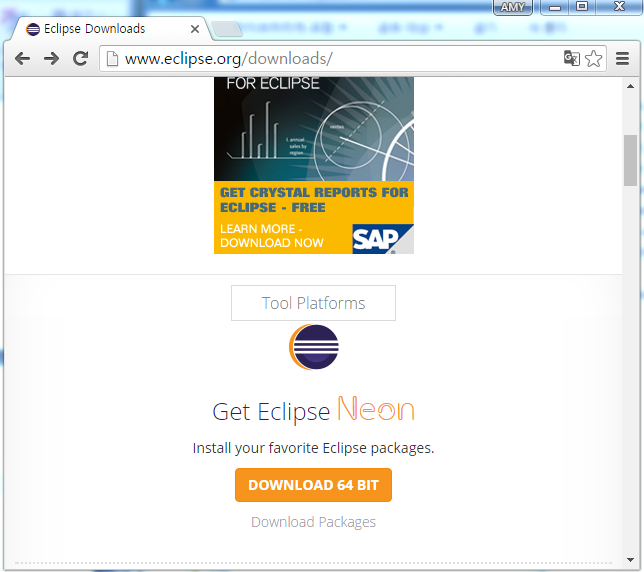 AMY
Eclipse Downloads
www.eclipse.org/downloads/
FOR ECLIPSE
GET CRYSTAL REPORTS FOR
ECLIPSE - FREE
LEARN MORE -
DOWNLOAD NOW
SAP
Tool Platforms
Get Eclipse Neon
Install your favorite Eclipse packages.
DOWNLOAD 64 BIT
Download Packages